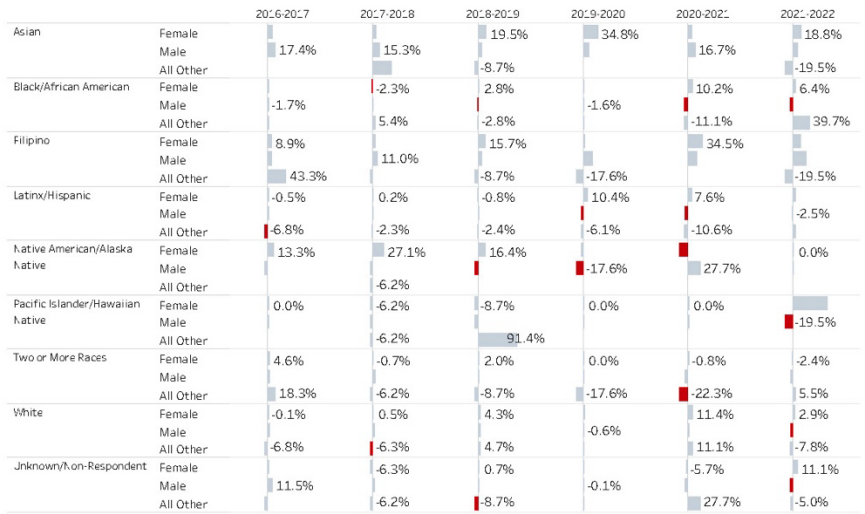 2016-2017 2017-2018 2018-2019 2019-2020 2020-2021 2021-2022
Asian Female 19.5% 34.8% 18.8%
Male 17.4% 15.3% 16.7%
All Other -8.7% -19.5%
Black/African American Female -2.3% 2.8% 10.2% 6.4%
Male -1.7% -1.6%
All Other 5.4% -2.8% -11.1% 39.7%
Filipino Female 8.9% 15.7% 34.5%
Male 11.0%
All Other 43.3% -8.7% -17.6% -19.5%
Latinx/Hispanic Female -0.5% 0.2% -0.8% 10.4% 7.6%
Male -2.5%
All Other -6.8% -2.3% -2.4% -6.1% -10.6%
Native American/Alaska Female 13.3% 27.1% 16.4% 0.0%
Native Male -17.6% 27.7%
All Other -6.2%
Pacific Islander/Hawaiian Female 0.0% -6.2% -8.7% 0.0% 0.0%
Native Male -19.5%
All Other -6.2% 91.4%
Two or More Races Female 4.6% -0.7% 2.0% 0.0% -0.8% -2.4%
Male
All Other 18.3% -6.2% -8.7% -17.6% -22.3% 5.5%
White Female -0.1% 0.5% 4.3% 11.4% 2.9%
Male -0.6%
All Other -6.8% -6.3% 4.7% 11.1% -7.8%
Unknown/Non-Respondent Female -6.3% 0.7% -5.7% 11.1%
Male 11.5% -0.1%
All Other -6.2% -8.7% 27.7% -5.0%